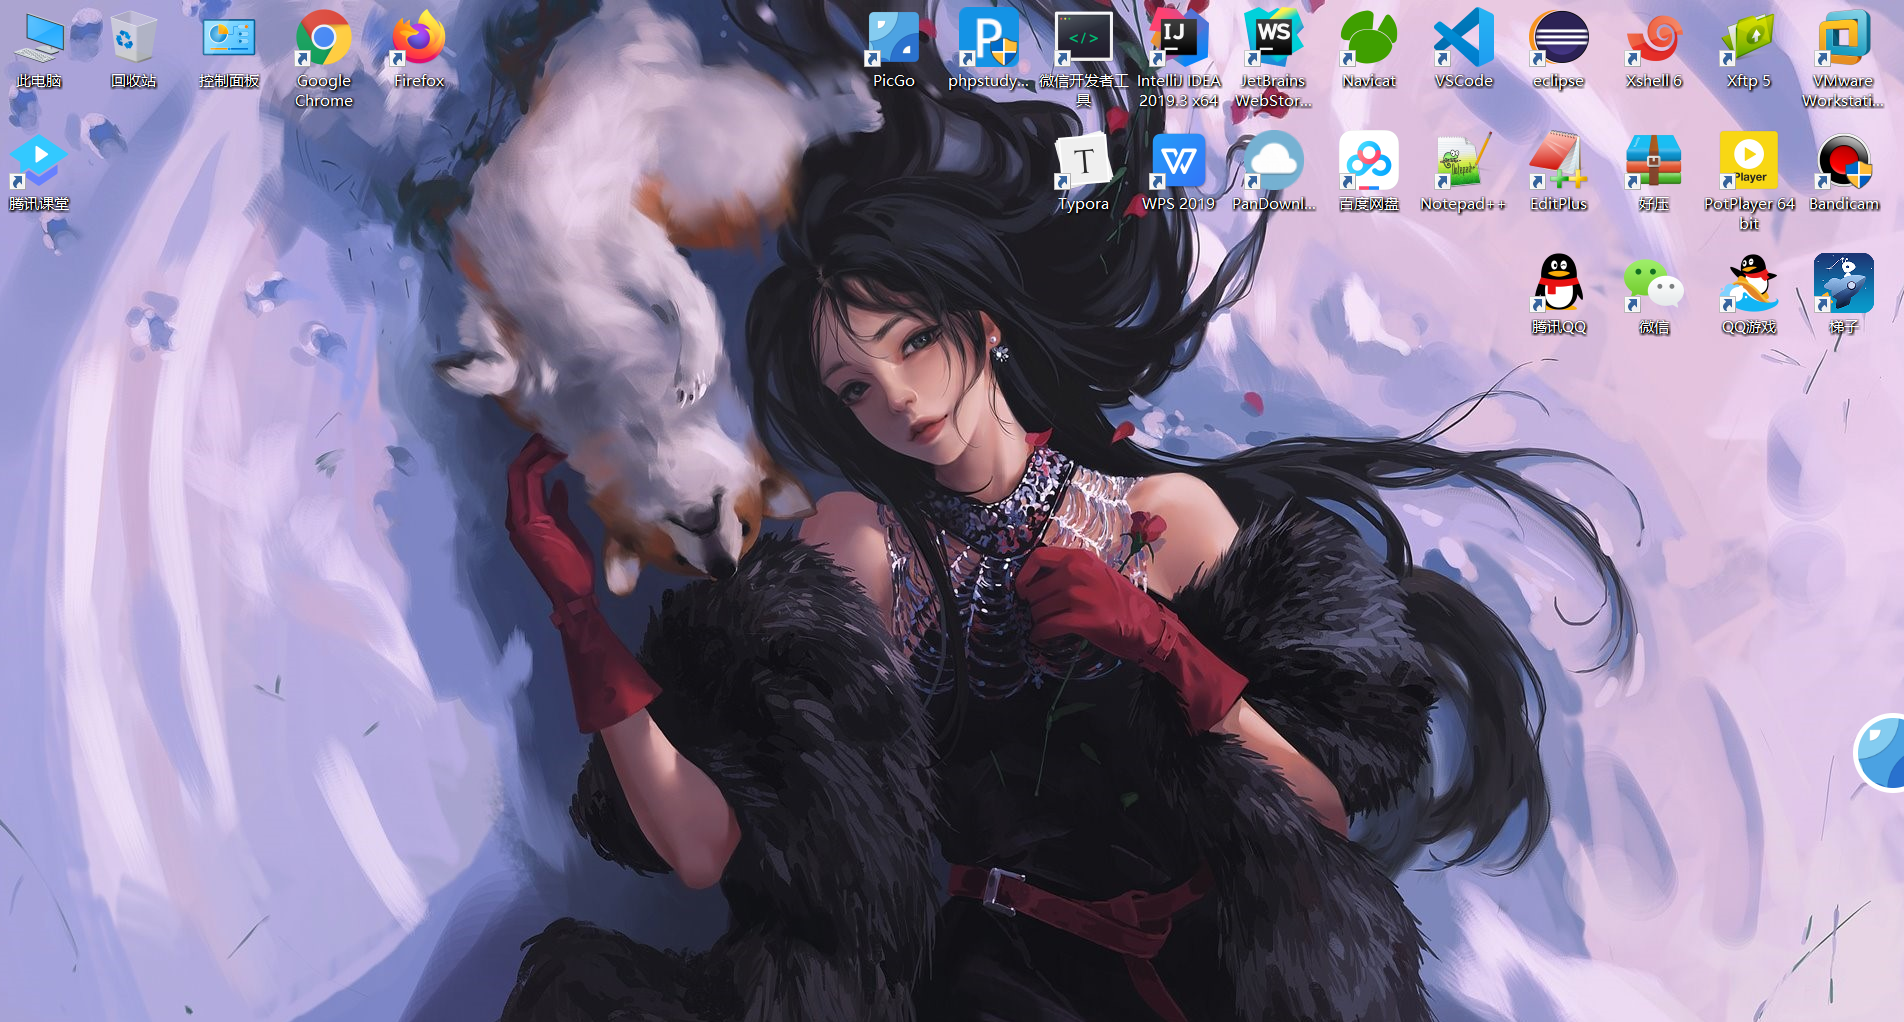 此电脑
回收站
控制面板
Google
Chrome
Firefox
PicGo
phpstudy...
微信开发者工
具
IntelliJ IDEA
2019.3 x64
JetBrains
WebStor...
Navicat
VSCode
eclipse
Xshell 6
Xftp 5
VMware
Workstati...
IJ
WS
P
</>
腾讯课堂
T
Typora
W
WPS 2019
PanDownl...
百度网盘
Notepad++
EditPlus
好压
Player
PotPlayer 64
bit
Bandicam
腾讯QQ
微信
QQ游戏
梯子